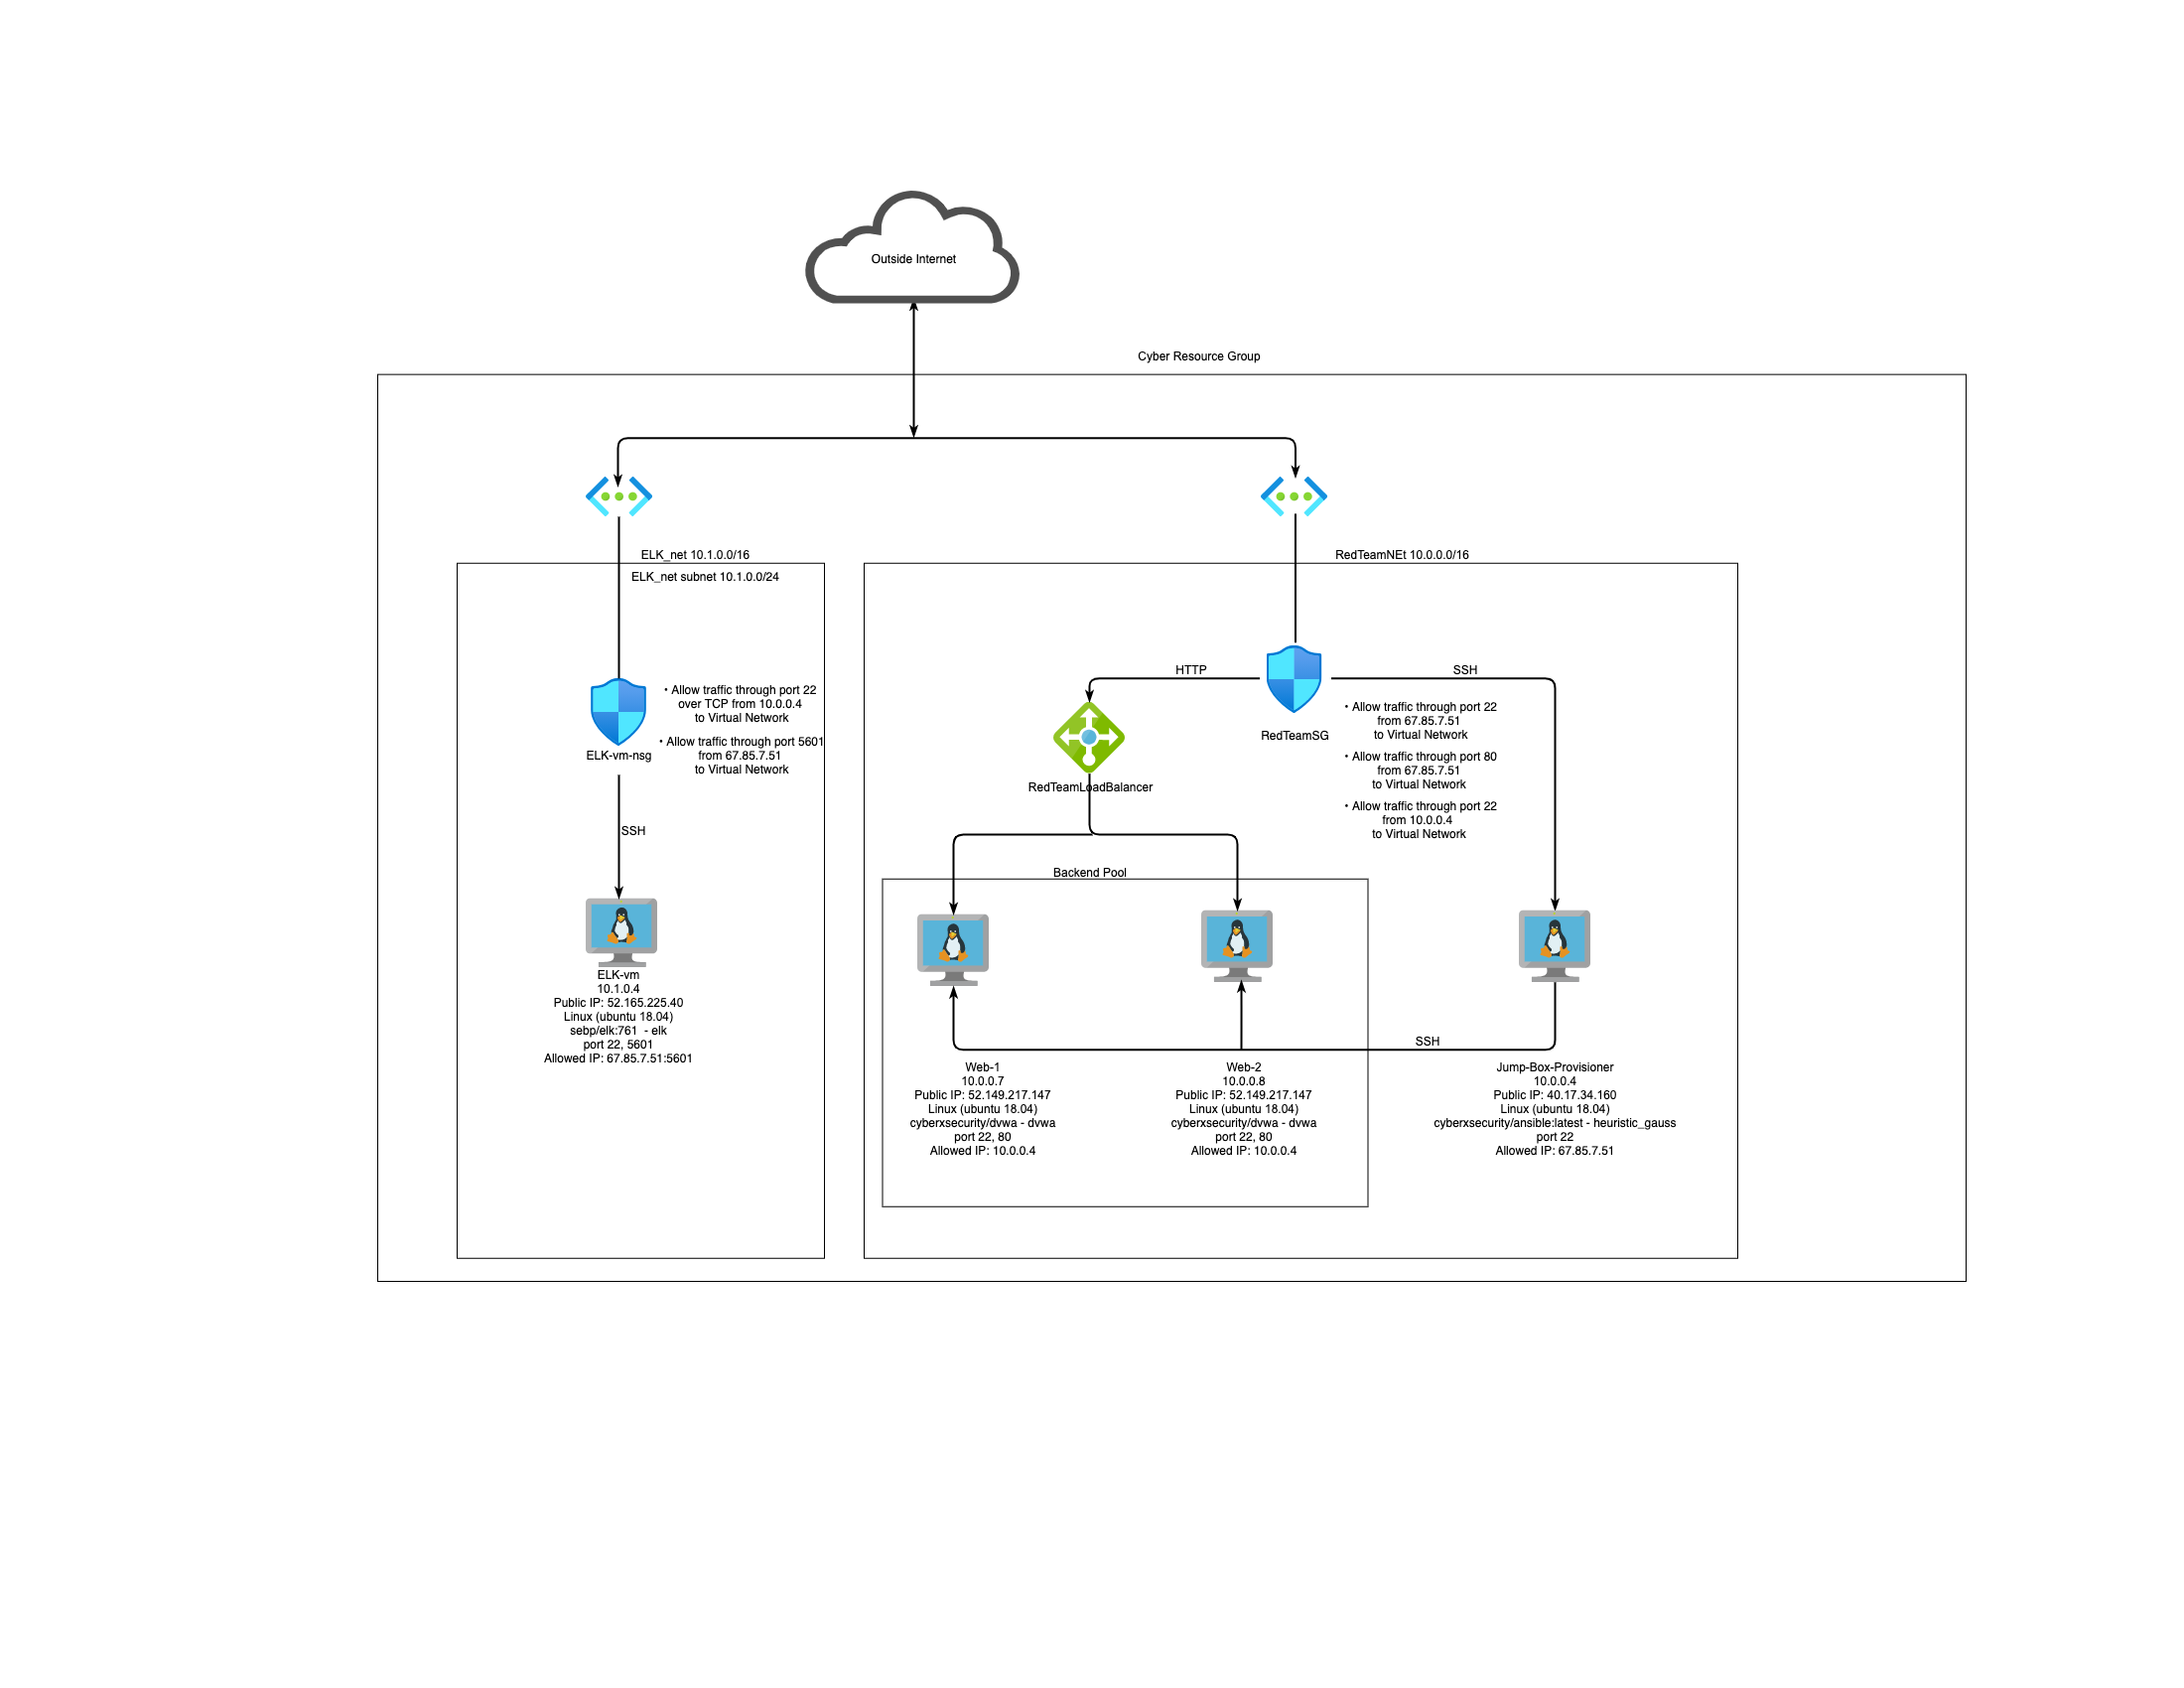 Outside Internet
Cyber Resource Group
ELK_net 10.1.0.0/16
ELK_net subnet 10.1.0.0/24
• Allow traffic through port 22
over TCP from 10.0.0.4
to Virtual Network
• Allow traffic through port 5601
from 67.85.7.51
to Virtual Network
ELK-vm-nsg
SSH
ELK-vm
10.1.0.4
Public IP: 52.165.225.40
Linux (ubuntu 18.04)
sebp/elk:761  - elk
port 22, 5601
Allowed IP: 67.85.7.51:5601
RedTeamNEt 10.0.0.0/16
HTTP
SSH
RedTeamSG
• Allow traffic through port 22
from 67.85.7.51
to Virtual Network
• Allow traffic through port 80
from 67.85.7.51
to Virtual Network
• Allow traffic through port 22
from 10.0.0.4
to Virtual Network
RedTeamLoadBalancer
Backend Pool
SSH
Web-1
10.0.0.7
Public IP: 52.149.217.147
Linux (ubuntu 18.04)
cyberxsecurity/dvwa - dvwa
port 22, 80
Allowed IP: 10.0.0.4
Web-2
10.0.0.8
Public IP: 52.149.217.147
Linux (ubuntu 18.04)
cyberxsecurity/dvwa - dvwa
port 22, 80
Allowed IP: 10.0.0.4
Jump-Box-Provisioner
10.0.0.4
Public IP: 40.17.34.160
Linux (ubuntu 18.04)
cyberxsecurity/ansible:latest - heuristic_gauss
port 22
Allowed IP: 67.85.7.51